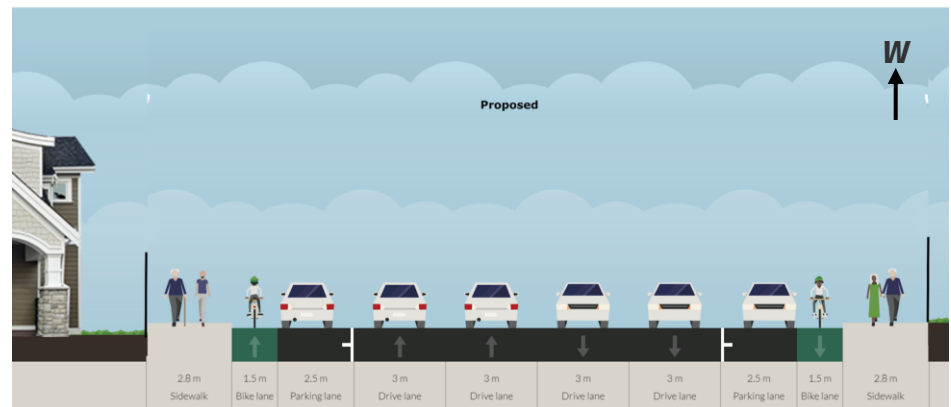 W
Proposed
2.8 m 1.5 m 2.5 m 3 m 3 m 3 m 3 m 2.5 m 1.5 m 2.8 m
Sidewalk Bike lane Parking lane Drive lane Drive lane Drive lane Drive lane Parking lane Bike lane Sidewalk